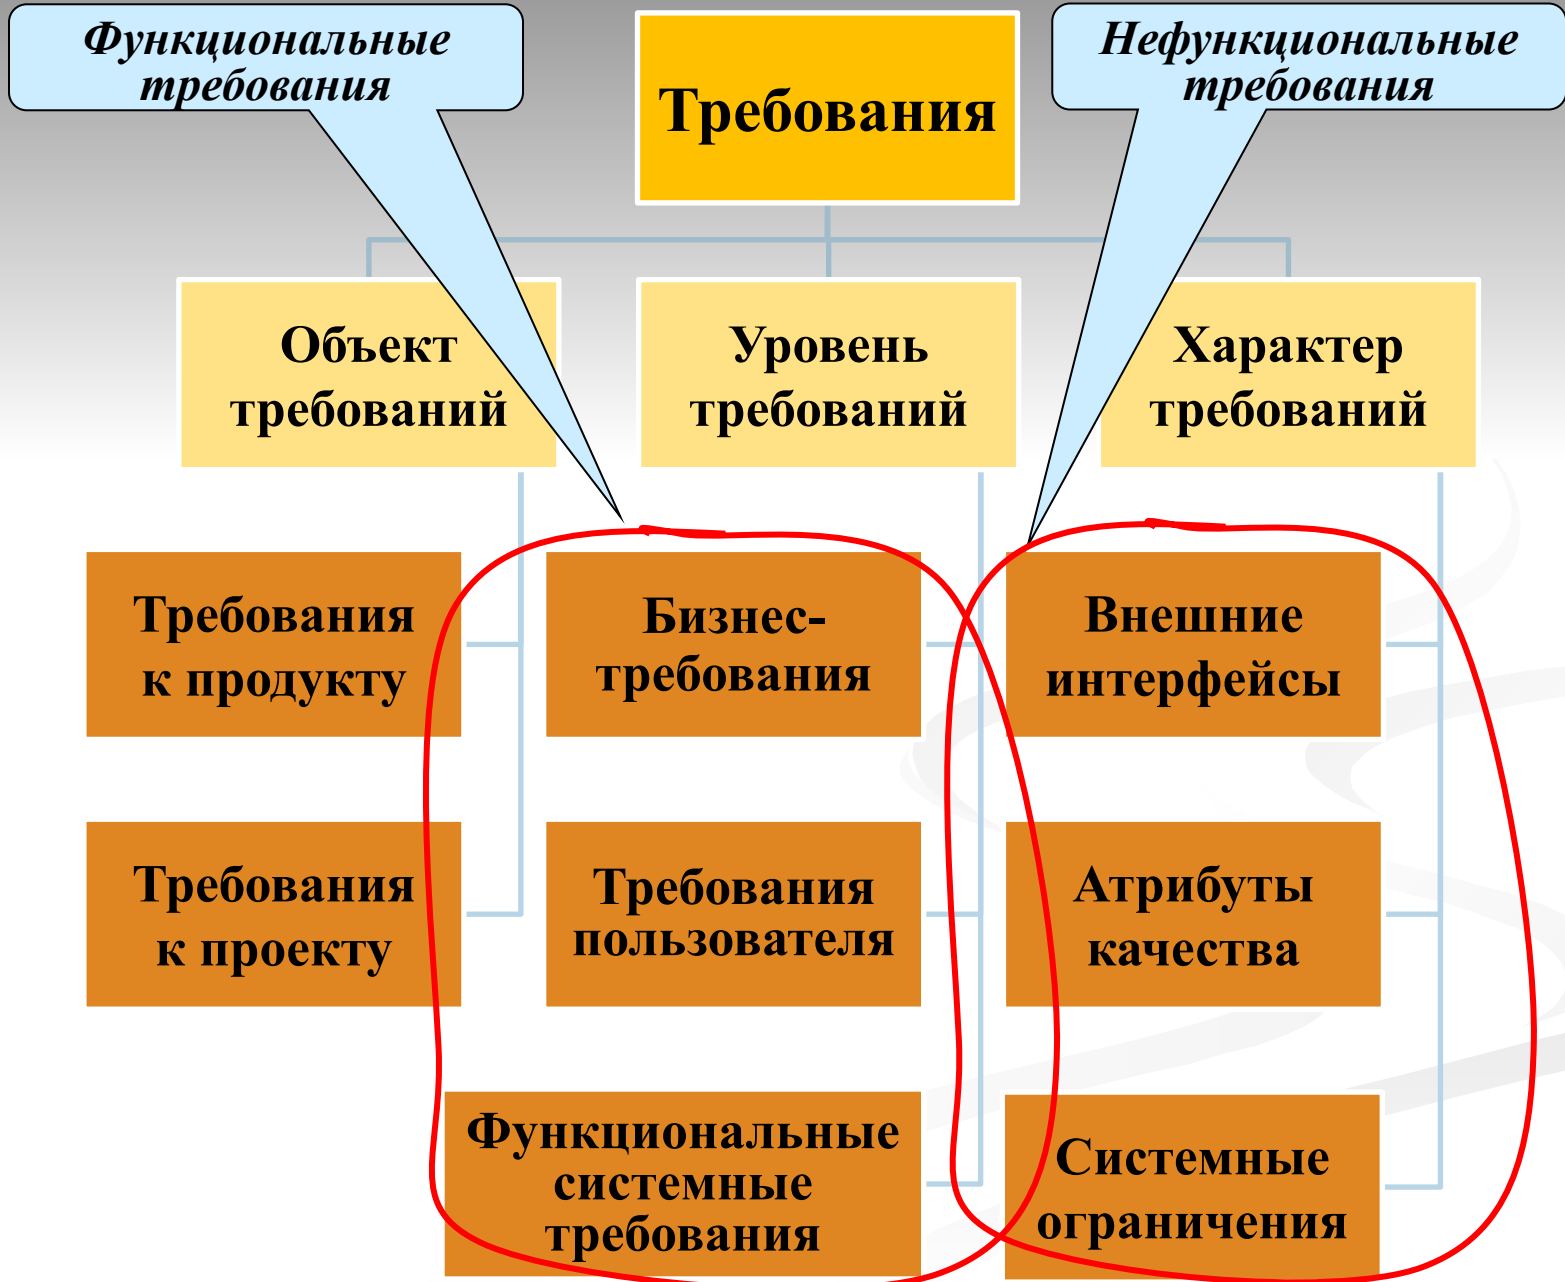 Функциональные
требования
Требования
Нефункциональные
требования
Объект
требований
Уровень
требований
Характер
требований
Требования
к продукту
Бизнес-
требования
Внешние
интерфейсы
Требования
к проекту
Требования
пользователя
Атрибуты
качества
Функциональные
системные
требования
Системные
ограничения